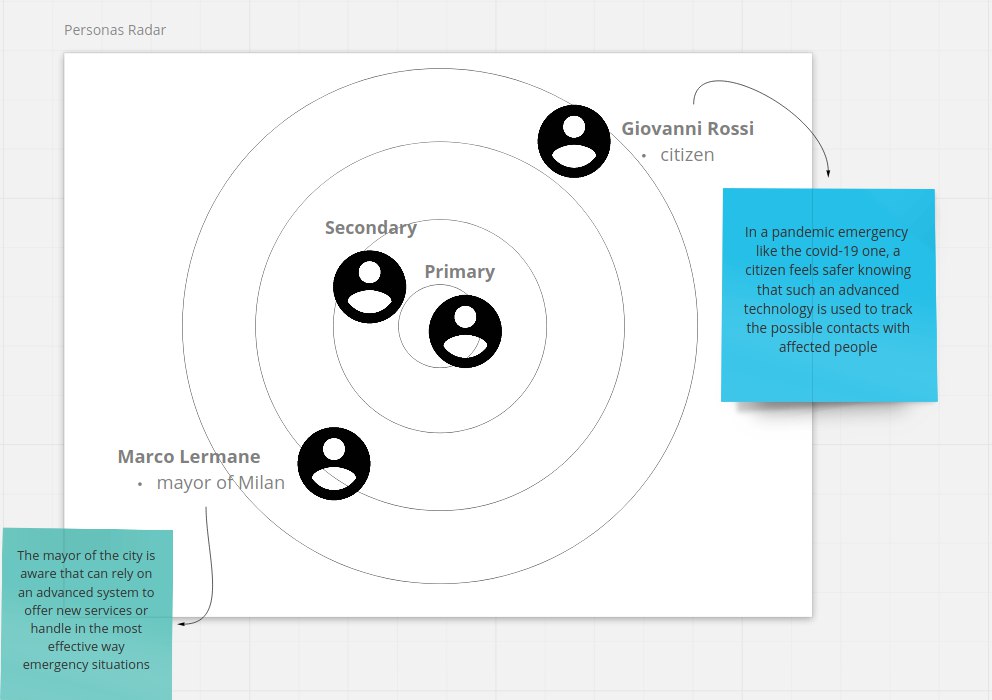 Personas Radar
Giovanni Rossi
• citizen
Secondary
Primary
In a pandemic emergency
like the covid-19 one, a
citizen feels safer knowing
that such an advanced
technology is used to track
the possible contacts with
affected people
Marco Lermane
• mayor of Milan
The mayor of the city is
aware that can rely on
an advanced system to
offer new services or
handle in the most
effective way
emergency situations